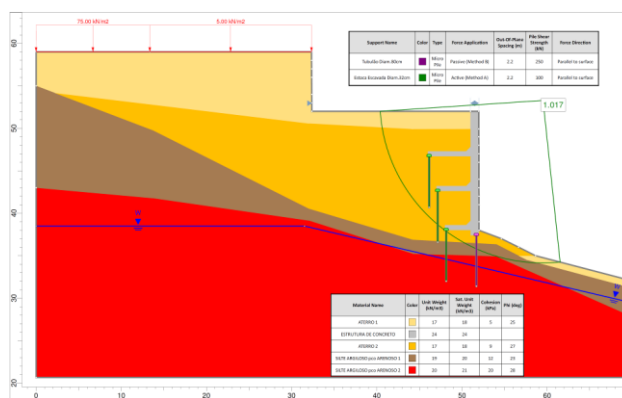 70.00 kN/m2 5.00 kN/m2
Support Name Color Type Force Application Out-Of-Plane Spacing (m) Pile Shear Strength (kN) Force Direction
Tubulão Diam.80cm Micro Pile Passive (Method B) 2.2 250 Parallel to surface
Estaca Escavada Diam.32cm Micro Pile Active (Method A) 2.2 100 Parallel to surface
1.017
Material Name Color Unit Weight (kN/m3) Sat. Unit Weight (kN/m3) Cohesion (kPa) Phi (deg)
ATERRO 1 17 18 5 25
ESTRUTURA DE CONCRETO 24 24
ATERRO 2 17 18 9 27
SILTE ARGILOSO pco ARENOSO 1 19 20 12 29
SILTE ARGILOSO pco ARENOSO 2 20 21 20 28
60
50
40
30
20
0 10 20 30 40 50 60